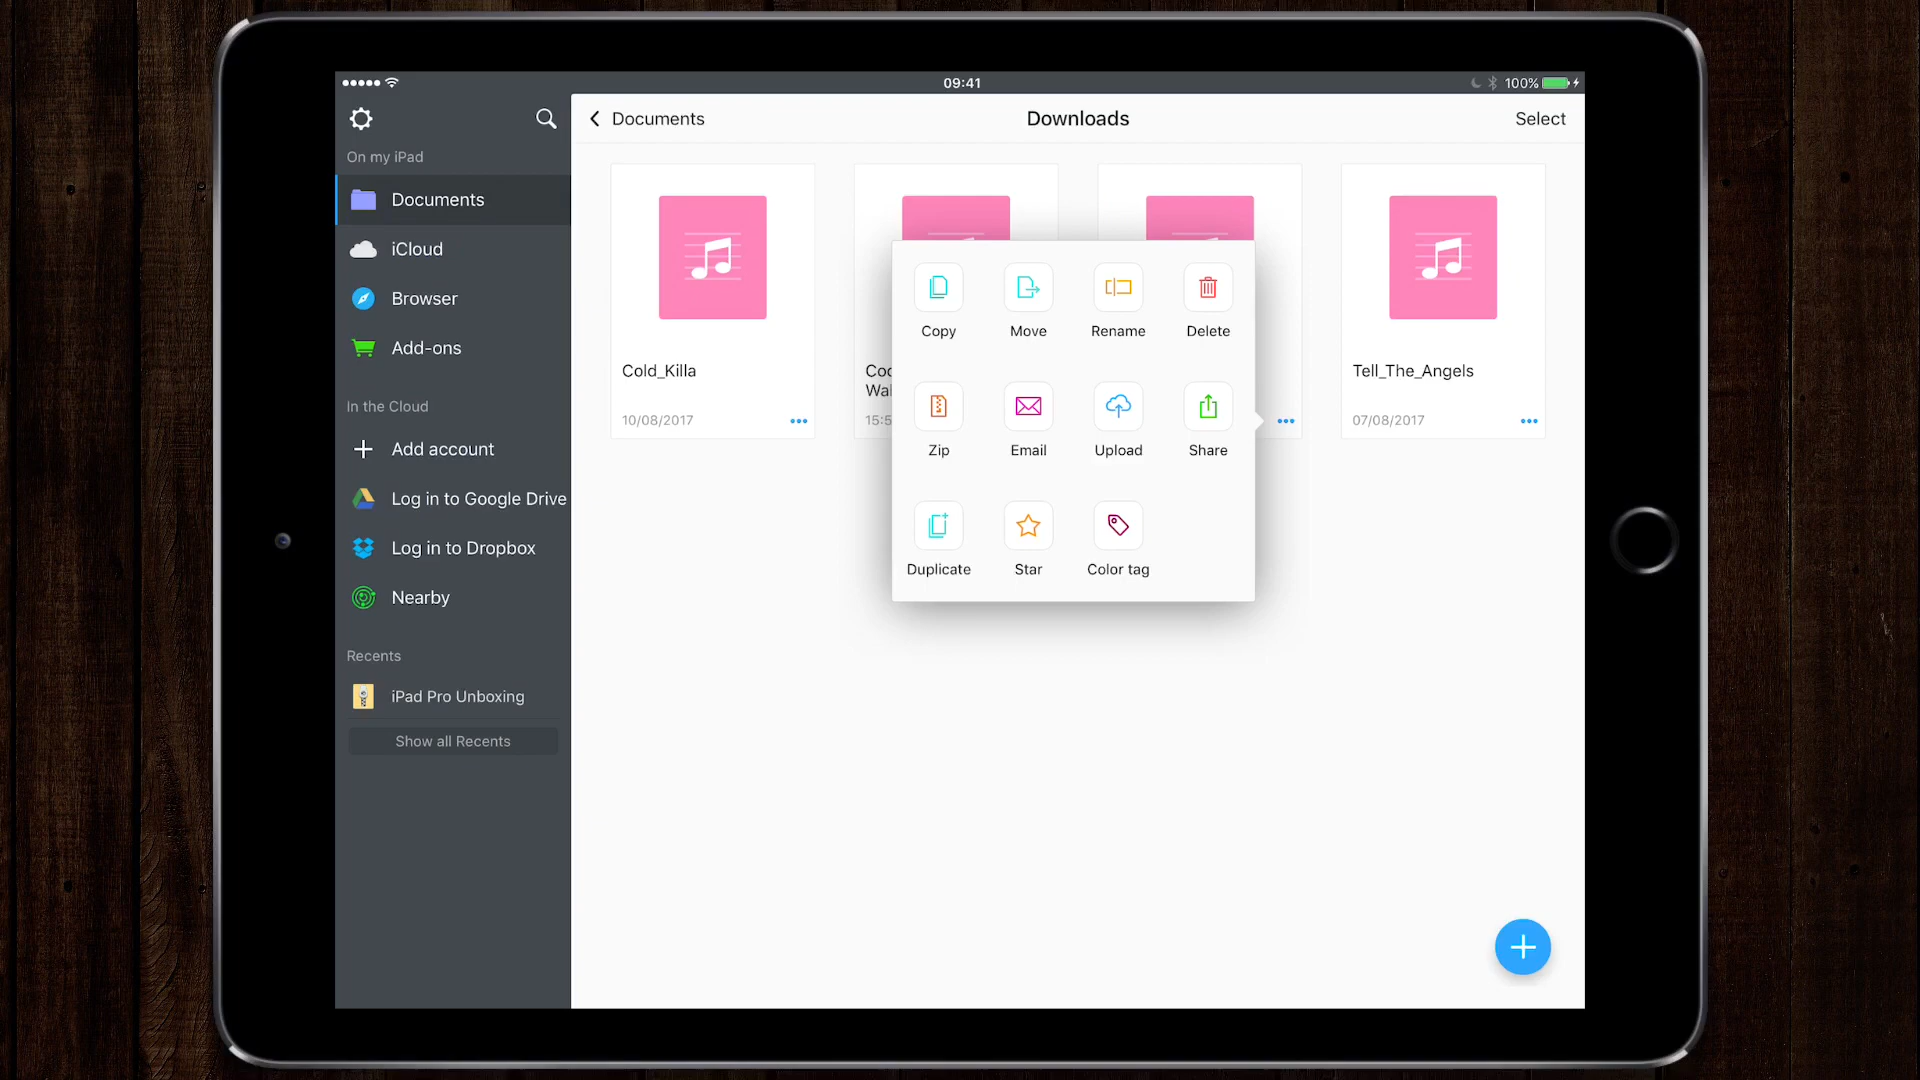 09:41
100%
On my iPad
Documents
iCloud
Browser
Add-ons
In the Cloud
Add account
Log in to Google Drive
Log in to Dropbox
Nearby
Recents
iPad Pro Unboxing
Show all Recents
Documents
Downloads
Select
Cold_Killa
10/08/2017
Tell_The_Angels
07/08/2017
Copy
Move
Rename
Delete
Zip
Email
Upload
Share
Duplicate
Star
Color tag